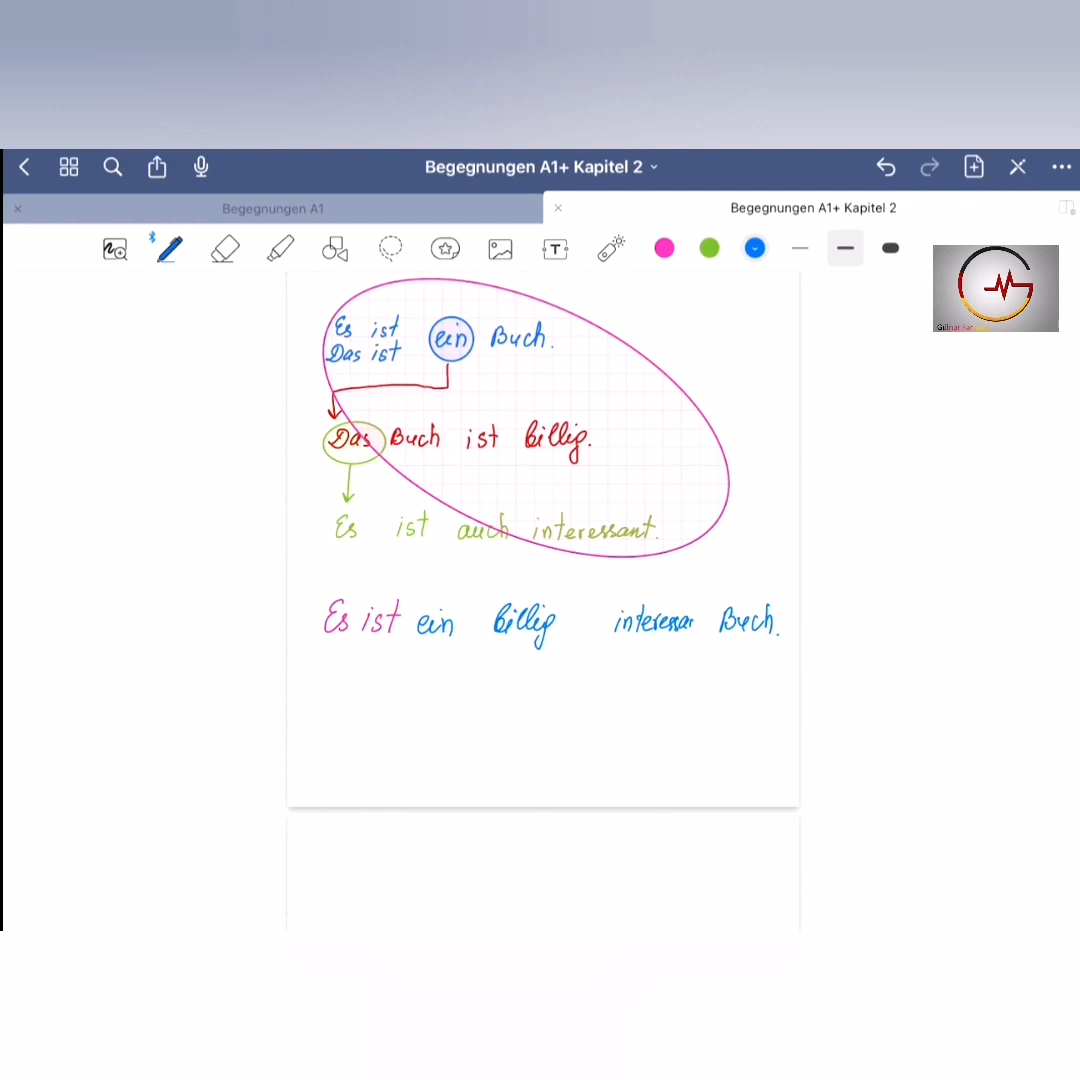 Begegnungen A1+ Kapitel 2
Begegnungen A1
Begegnungen A1+ Kapitel 2
T
G
Es ist
Das ist ein Buch.
Das Buch ist billig.
Es ist auch interessant.
Es ist ein billig interessar Buch.